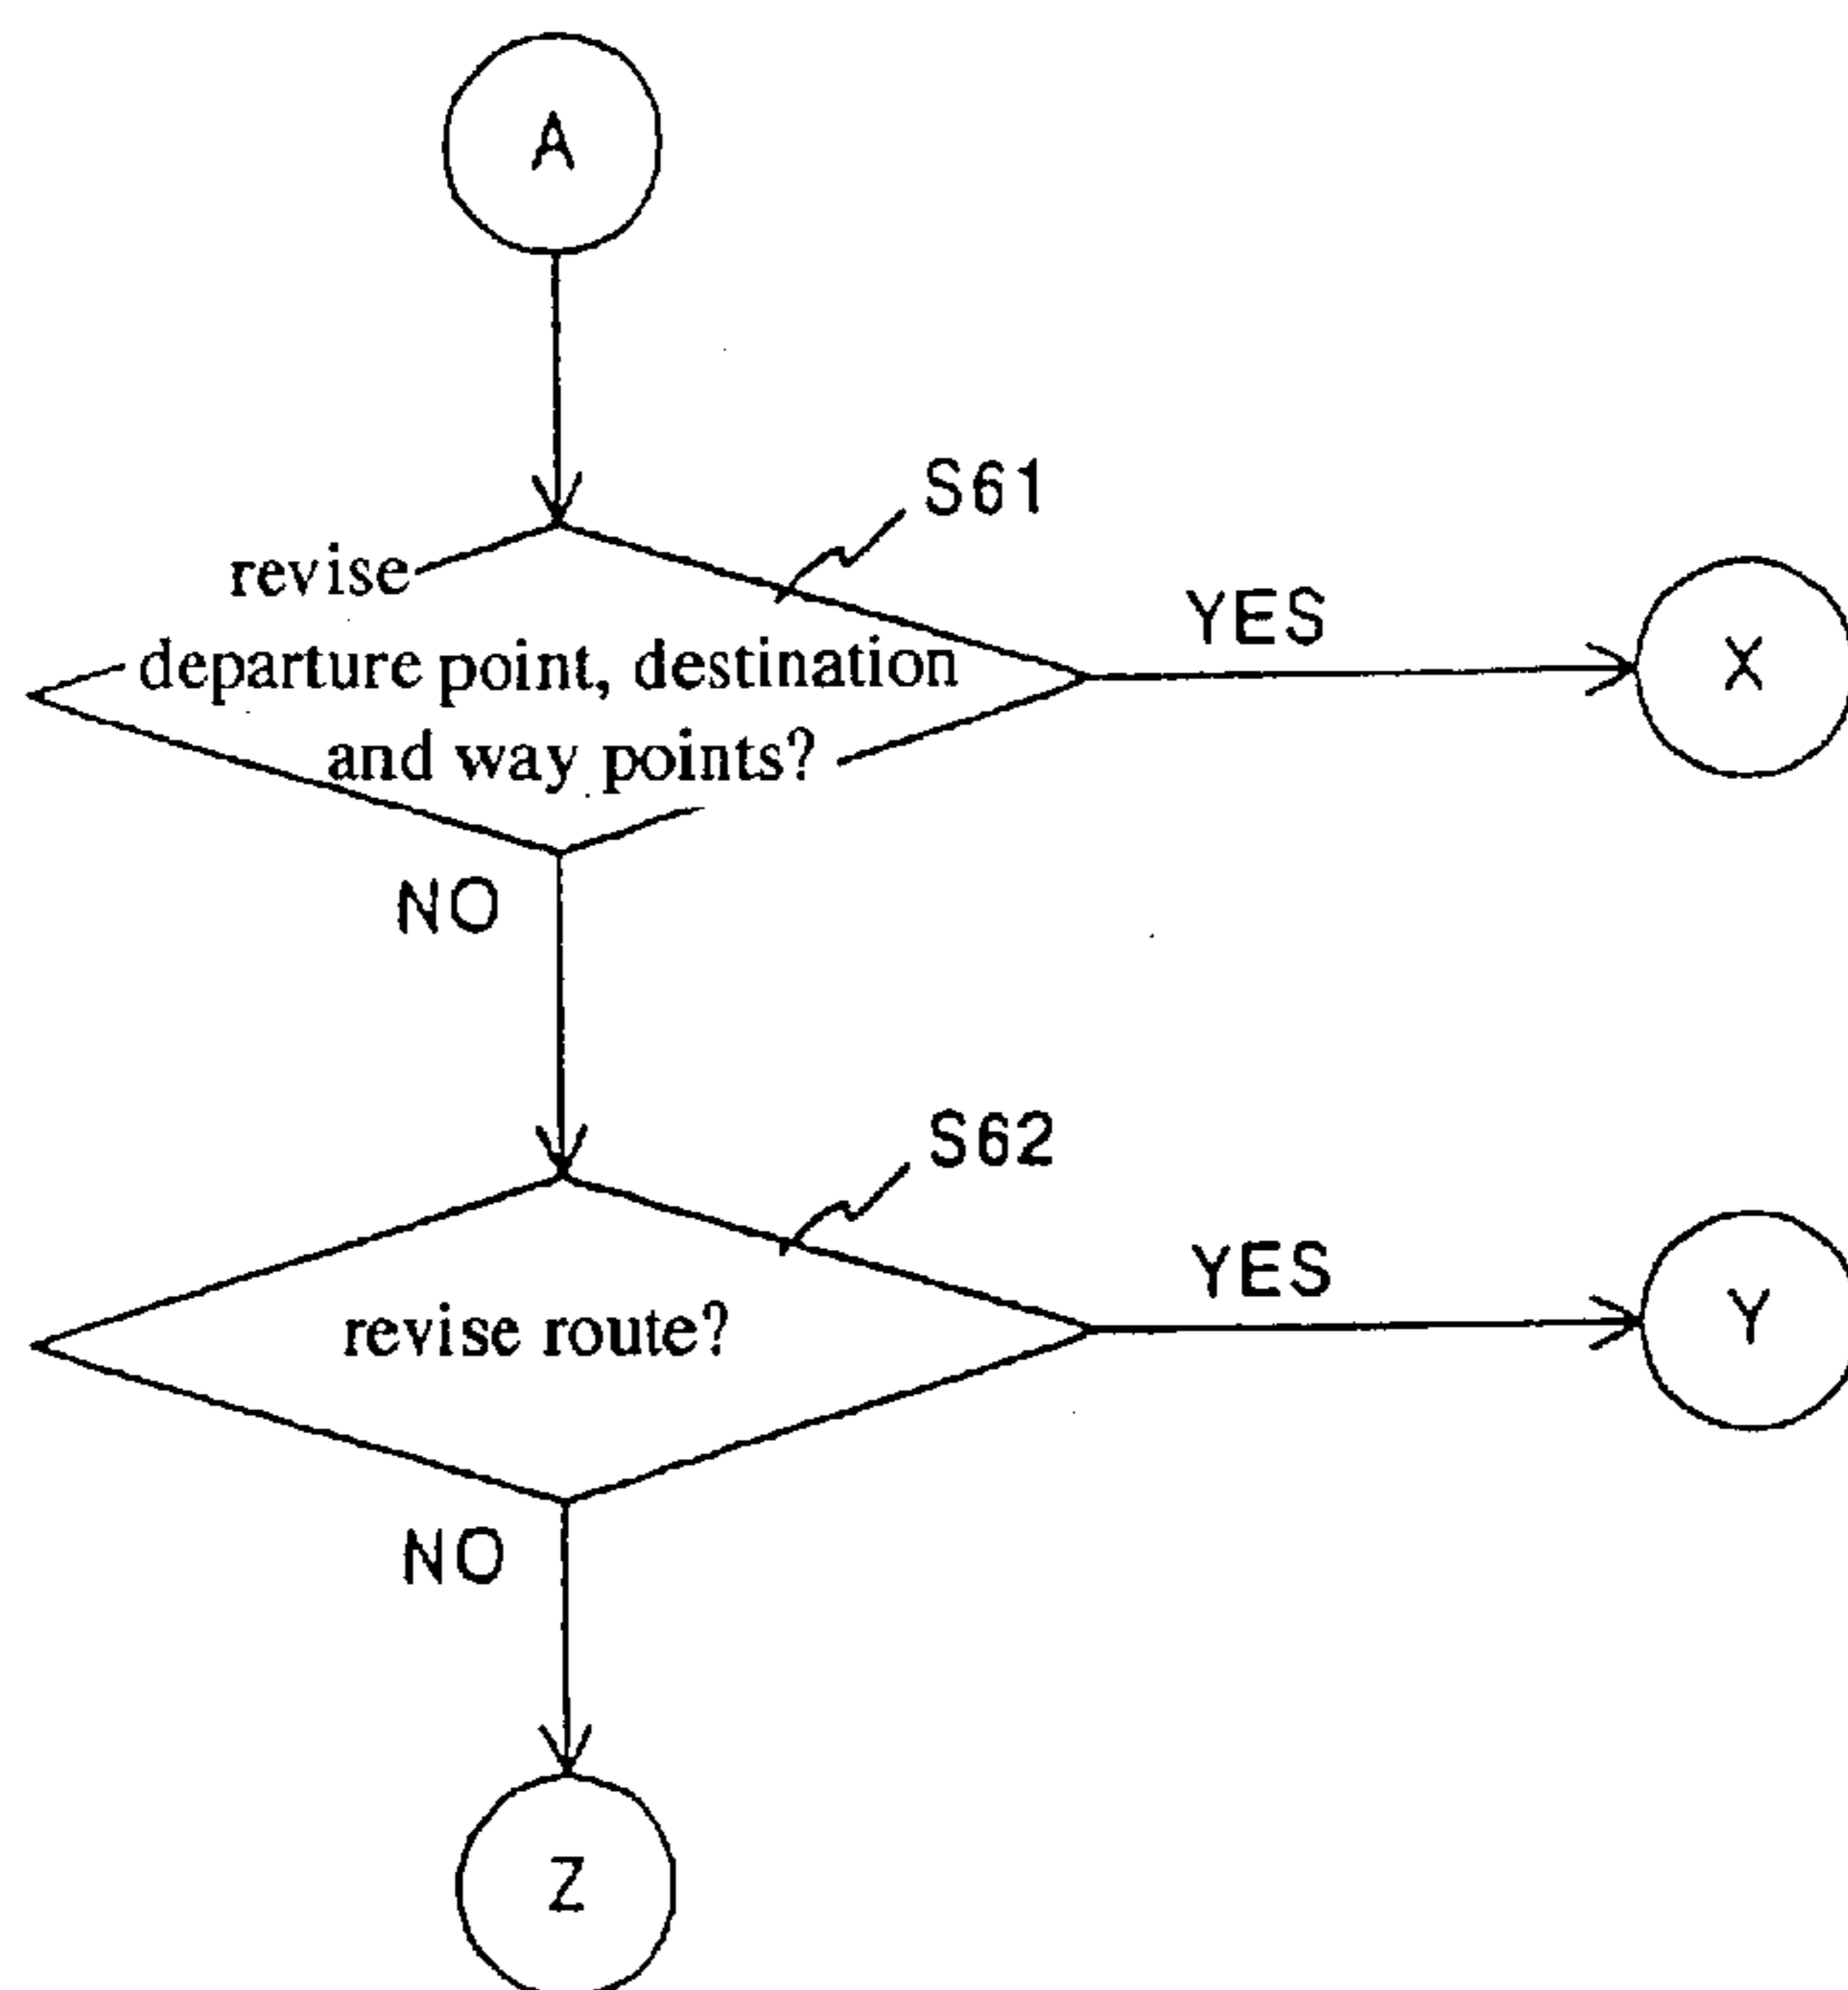 A
S61
revise
YES
X
departure point, destination
and way points?
NO
S62
YES
Y
revise route?
NO
Z